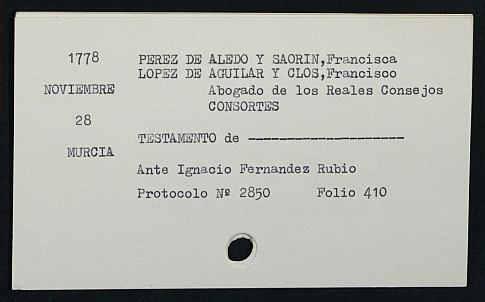 1778
PEREZ DE ALEDO Y SAORIN,Francisca
LOPEZ DE AGUILAR Y CLOS,Francisco
NOVIEMBRE
Abogado de los Reales Consejos
CONSORTES
28
TESTAMENTO de --------------------
MURCIA
Ante Ignacio Fernandez Rubio
Protocolo Nº 2850 Folio 410